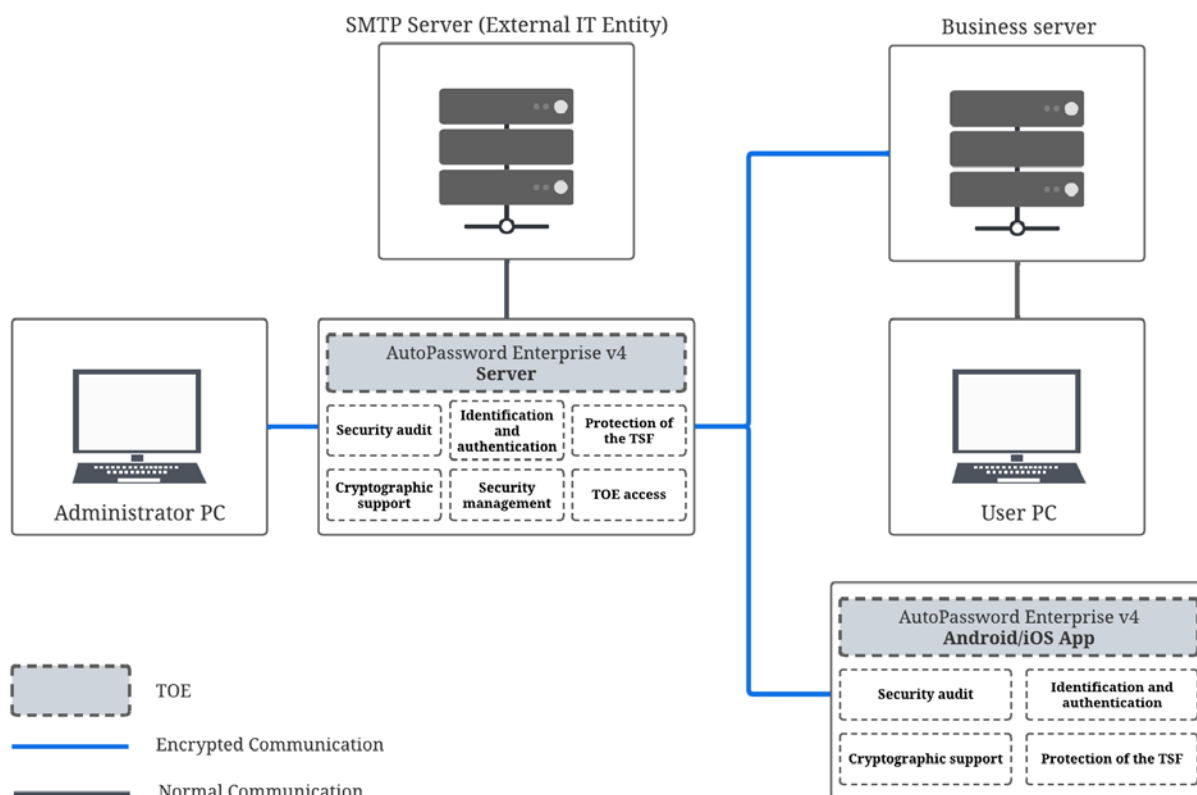 SMTP Server (External IT Entity)
Business server
AutoPassword Enterprise v4
Server
Security audit
Identification
and
authentication
Protection of
the TSF
Cryptographic
support
Security
management
TOE access
Administrator PC
User PC
AutoPassword Enterprise v4
Android/iOS App
Security audit
Identification and
authentication
Cryptographic support
Protection of the TSF
TOE
Encrypted Communication
Normal Communication